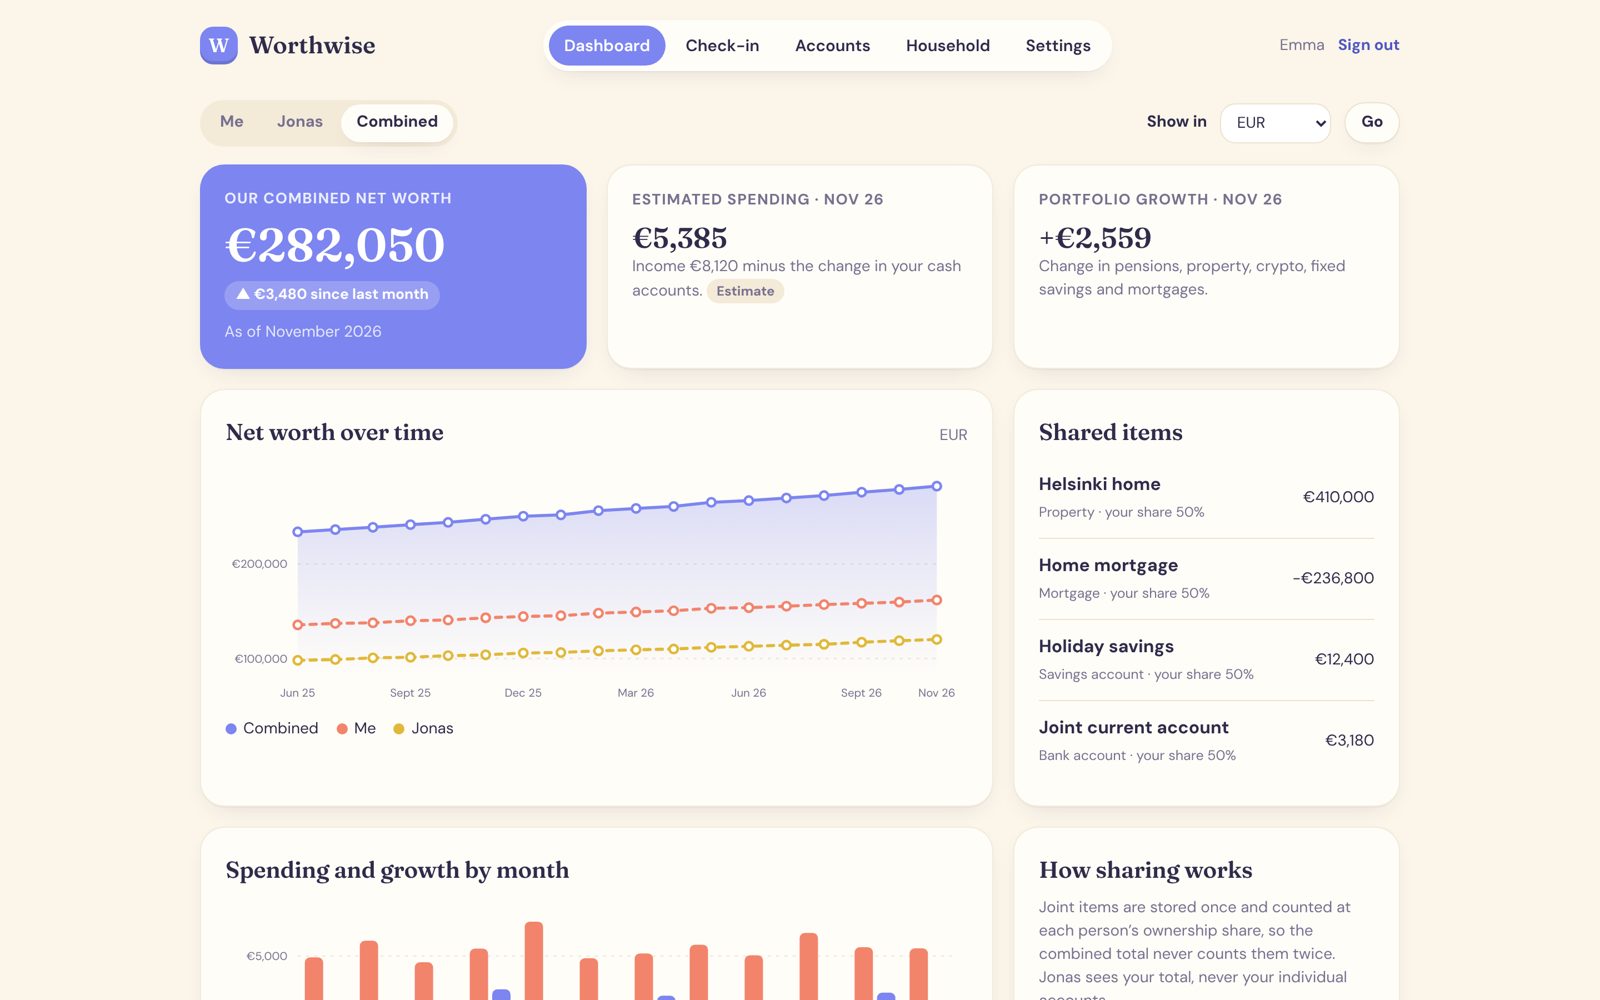 W Worthwise
Dashboard Check-in Accounts Household Settings
Emma Sign out
Me Jonas Combined
Show in EUR Go
OUR COMBINED NET WORTH
€282,050
▲ €3,480 since last month
As of November 2026
ESTIMATED SPENDING · NOV 26
€5,385
Income €8,120 minus the change in your cash
accounts. Estimate
PORTFOLIO GROWTH · NOV 26
+€2,559
Change in pensions, property, crypto, fixed
savings and mortgages.
Net worth over time
EUR
€200,000
€100,000
Jun 25 Sept 25 Dec 25 Mar 26 Jun 26 Sept 26 Nov 26
Combined Me Jonas
Shared items
Helsinki home
Property · your share 50%
€410,000
Home mortgage
Mortgage · your share 50%
-€236,800
Holiday savings
Savings account · your share 50%
€12,400
Joint current account
Bank account · your share 50%
€3,180
Spending and growth by month
€5,000
How sharing works
Joint items are stored once and counted at
each person's ownership share, so the
combined total never counts them twice.
Jonas sees your total, never your individual
accounts.